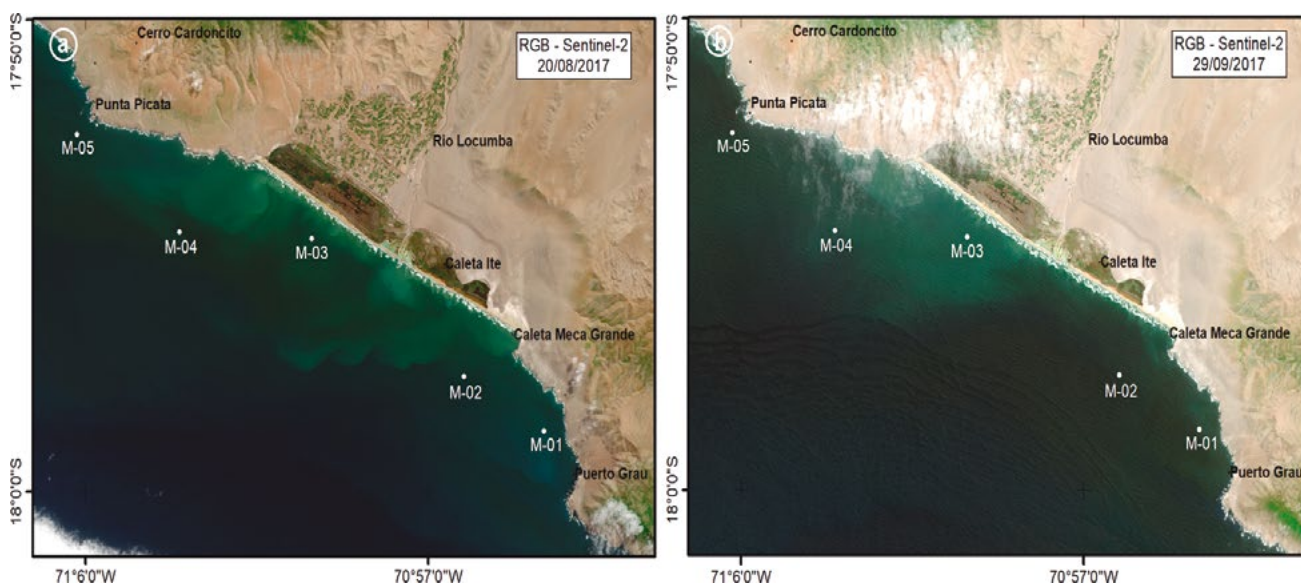 a
Cerro Cardoncito
RGB - Sentinel-2
20/08/2017
17°50'0"S
Punta Picata
M-05
Rio Locumba
M-04
M-03
Caleta Ite
Caleta Meca Grande
M-02
M-01
Puerto Grau
18°0'0"S
71°6'0"W
70°57'0"W
b
Cerro Cardoncito
RGB - Sentinel-2
29/09/2017
17°50'0"S
Punta Picata
M-05
Rio Locumba
M-04
M-03
Caleta Ite
Caleta Meca Grande
M-02
M-01
Puerto Grau
18°0'0"S
71°6'0"W
70°57'0"W